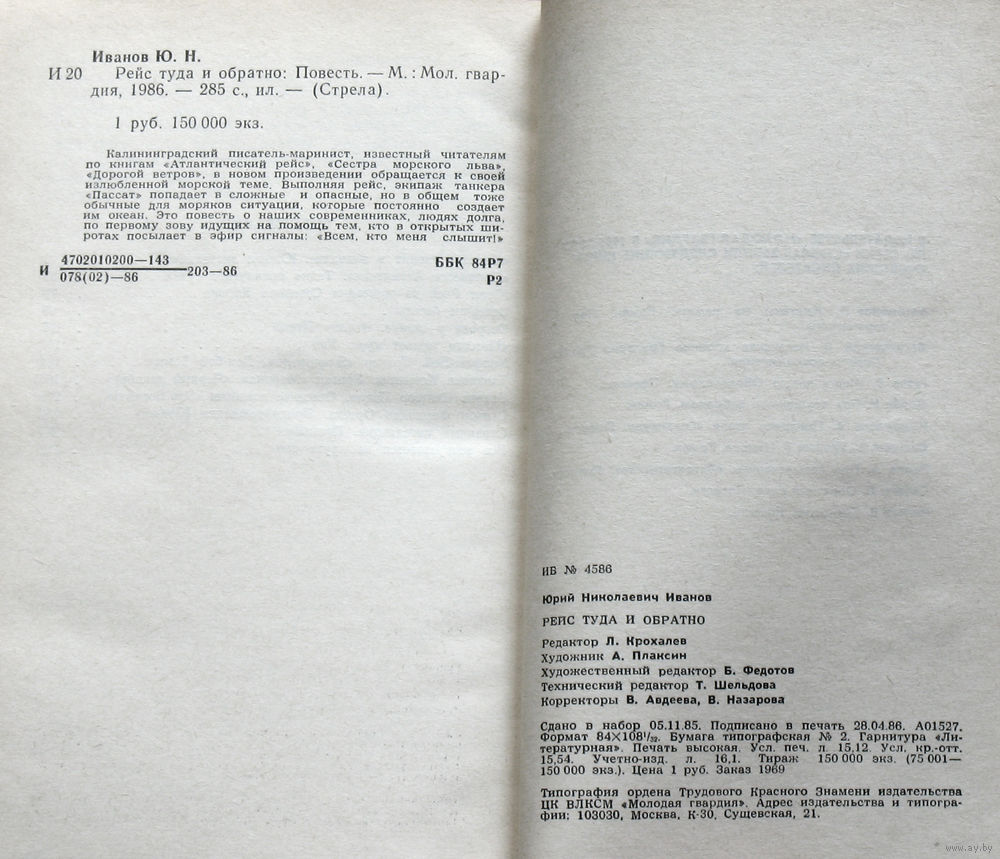 Иванов Ю. Н.
И 20 Рейс туда и обратно: Повесть. — М. : Мол. гвар-
дия, 1986. — 285 с., ил. — (Стрела).
1 руб. 150 000 экз.
Калининградский писатель-маринист, известный читателям
по книгам «Атлантический рейс», «Сестра морского льва»,
«Дорогой ветров», в новом произведении обращается к своей
излюбленной морской теме. Выполняя рейс, экипаж танкера
«Пассат» попадает в сложные и опасные, но в общем тоже
обычные для моряков ситуации, которые постоянно создает
им океан. Это повесть о наших современниках, людях долга,
по первому зову идущих на помощь тем, кто в открытых ши-
ротах посылает в эфир сигналы: «Всем, кто меня слышит!»
И 4702010200—143
078(02)—86 203—86
ББК 84Р7
Р2
ИБ № 4586
Юрий Николаевич Иванов
РЕЙС ТУДА И ОБРАТНО
Редактор Л. Крохалев
Художник А. Плаксин
Художественный редактор Б. Федотов
Технический редактор Т. Шельдова
Корректоры В. Авдеева, В. Назарова
Сдано в набор 05.11.85. Подписано в печать 28.04.86. А01527.
Формат 84×108¹/₃₂. Бумага типографская № 2. Гарнитура «Ли-
тературная». Печать высокая. Усл. печ. л. 15,12. Усл. кр.-отт.
15,54. Учетно-изд. л. 16,1. Тираж 150 000 экз. (75 001—
150 000 экз.). Цена 1 руб. Заказ 1969
Типография ордена Трудового Красного Знамени издательства
ЦК ВЛКСМ «Молодая гвардия». Адрес издательства и типогра-
фии: 103030, Москва, К-30, Сущевская, 21.
www.ay.by